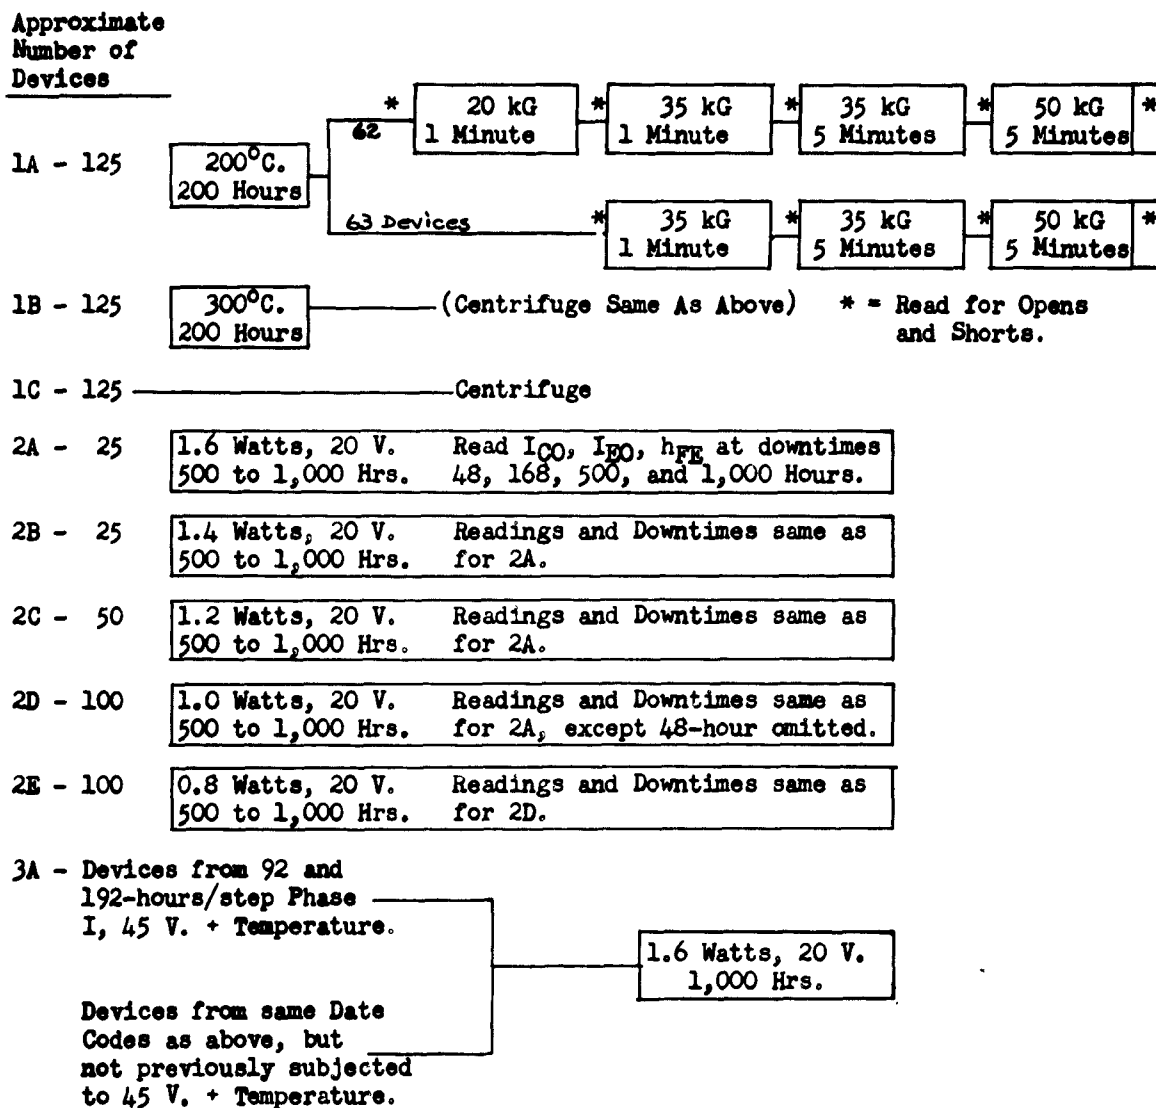 Approximate
Number of
Devices
* 20 kG * 35 kG * 35 kG * 50 kG *
62 1 Minute 1 Minute 5 Minutes 5 Minutes
1A - 125 200°C.
200 Hours
63 Devices * 35 kG * 35 kG * 50 kG *
1 Minute 5 Minutes 5 Minutes
1B - 125 300°C. (Centrifuge Same As Above) * = Read for Opens
200 Hours and Shorts.
1C - 125 Centrifuge
2A - 25 1.6 Watts, 20 V. Read ICO, IEO, hFE at downtimes
500 to 1,000 Hrs. 48, 168, 500, and 1,000 Hours.
2B - 25 1.4 Watts, 20 V. Readings and Downtimes same as
500 to 1,000 Hrs. for 2A.
2C - 50 1.2 Watts, 20 V. Readings and Downtimes same as
500 to 1,000 Hrs. for 2A.
2D - 100 1.0 Watts, 20 V. Readings and Downtimes same as
500 to 1,000 Hrs. for 2A, except 48-hour omitted.
2E - 100 0.8 Watts, 20 V. Readings and Downtimes same as
500 to 1,000 Hrs. for 2D.
3A - Devices from 92 and
192-hours/step Phase
I, 45 V. + Temperature.
1.6 Watts, 20 V.
1,000 Hrs.
Devices from same Date
Codes as above, but
not previously subjected
to 45 V. + Temperature.